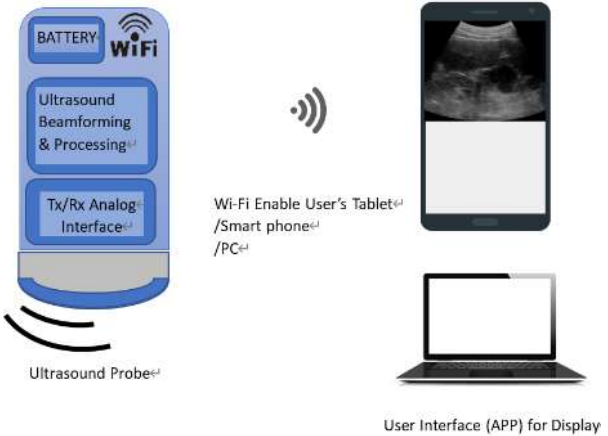 BATTERY
WiFi
Ultrasound
Beamforming
& Processing↵
Tx/Rx Analog↵
Interface↵
Wi-Fi Enable User's Tablet↵
/Smart phone↵
/PC↵
Ultrasound Probe↵
User Interface (APP) for Display